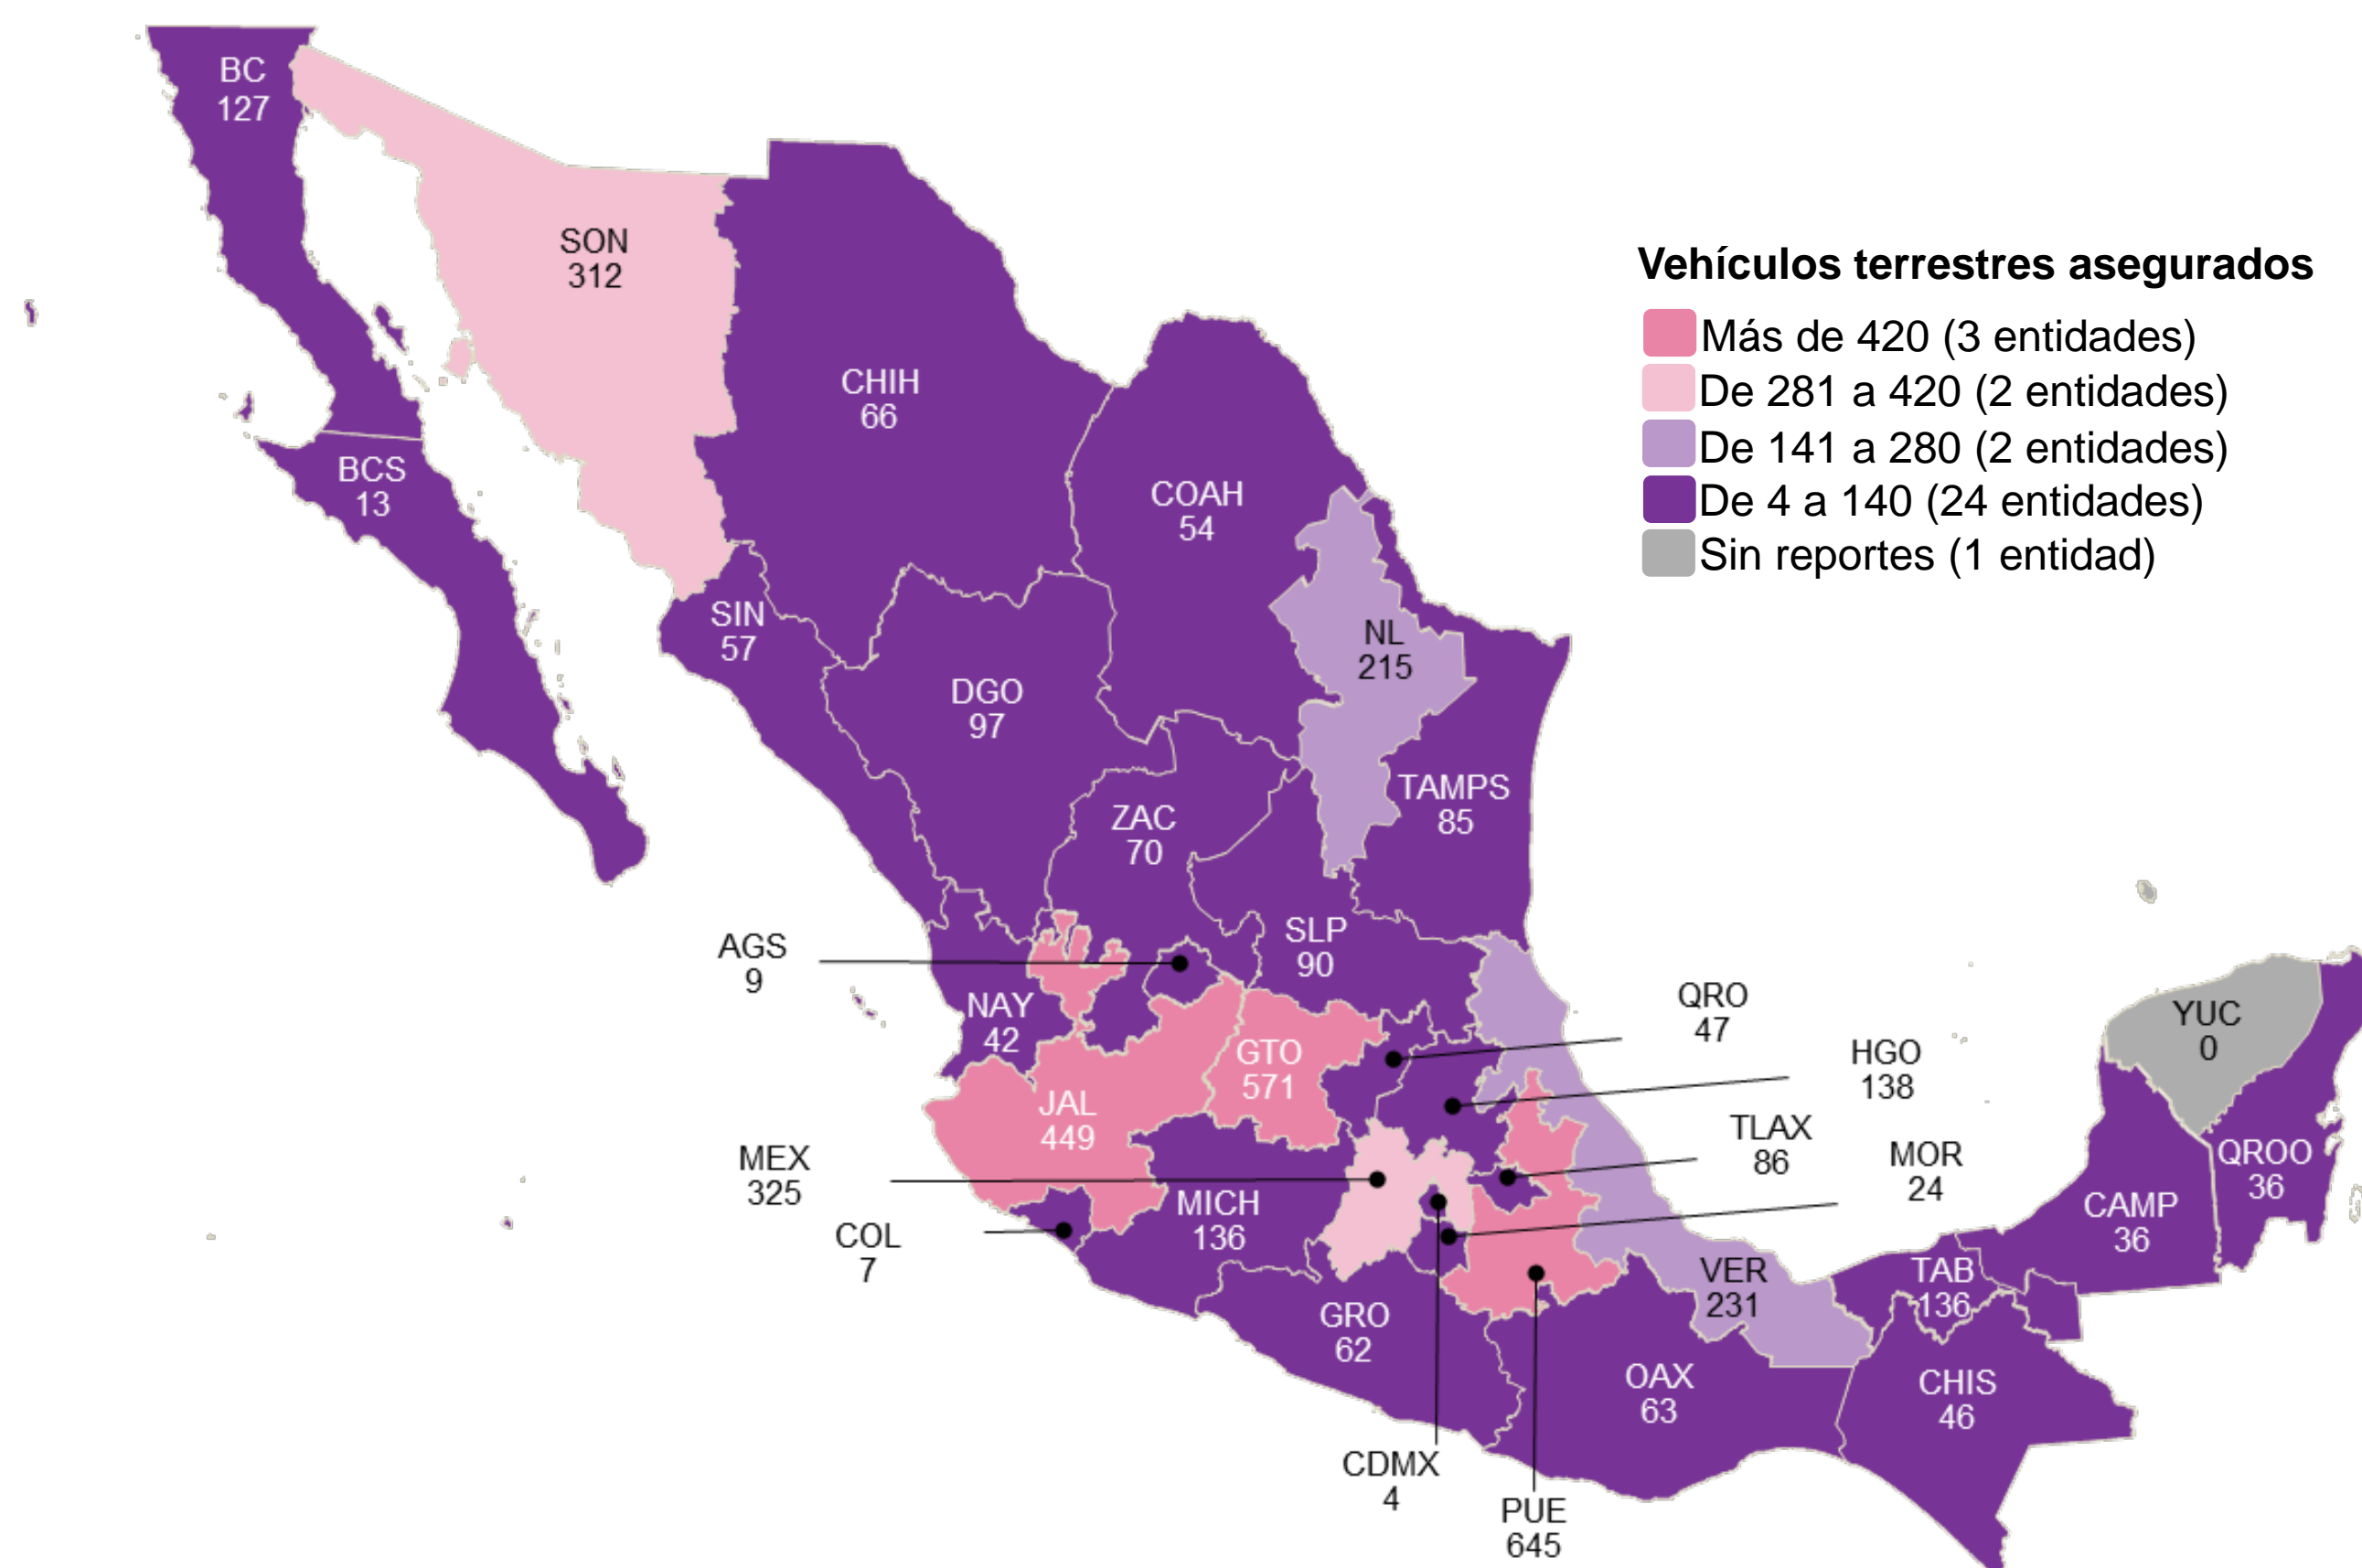 BC
127
SON
312
Vehículos terrestres asegurados
Más de 420 (3 entidades)
De 281 a 420 (2 entidades)
De 141 a 280 (2 entidades)
De 4 a 140 (24 entidades)
Sin reportes (1 entidad)
CHIH
66
BCS
13
COAH
54
SIN
57
NL
215
DGO
97
TAMPS
85
ZAC
70
SLP
90
AGS
9
NAY
42
QRO
47
YUC
0
GTO
571
HGO
138
JAL
449
TLAX
86
MOR
24
QROO
36
MEX
325
MICH
136
CAMP
36
COL
7
VER
231
TAB
136
GRO
62
OAX
63
CHIS
46
CDMX
4
PUE
645